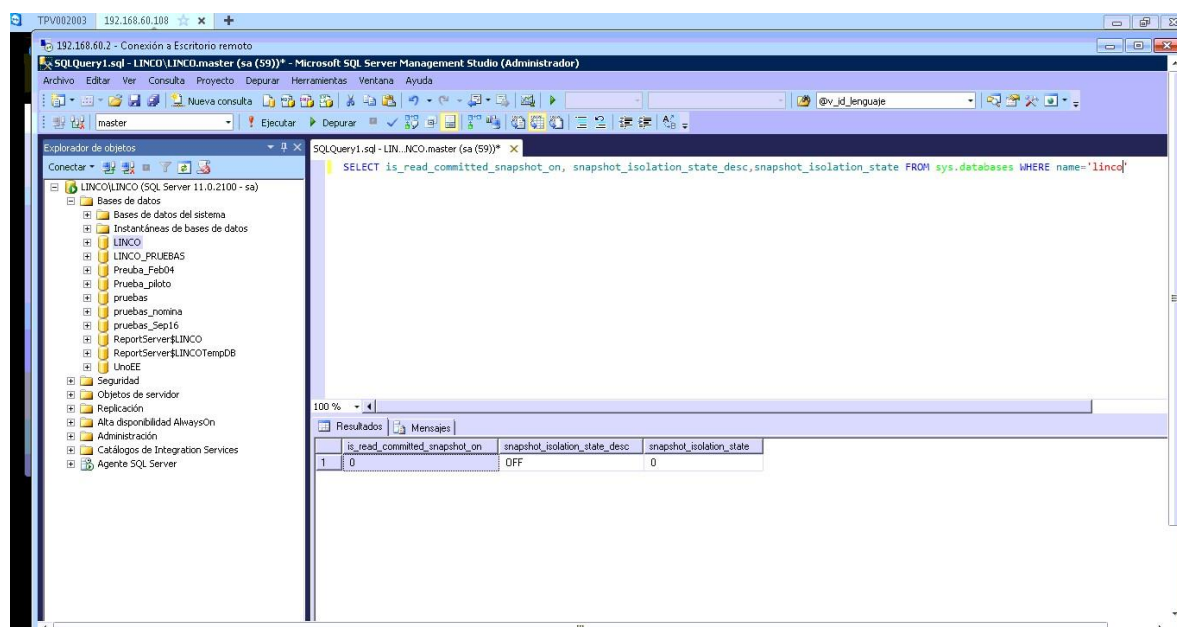 TPV002003 192.168.60.108
192.168.60.2 - Conexión a Escritorio remoto
SQLQuery1.sql - LINCO\LINCO.master (sa (59))* - Microsoft SQL Server Management Studio (Administrador)
Archivo Editar Ver Consulta Proyecto Depurar Herramientas Ventana Ayuda
Nueva consulta @v_id_lenguaje
master Ejecutar Depurar
Explorador de objetos
SQLQuery1.sql - LIN...NCO.master (sa (59))*
Conectar
SELECT is_read_committed_snapshot_on, snapshot_isolation_state_desc,snapshot_isolation_state FROM sys.databases WHERE name='linco'
LINCO\LINCO (SQL Server 11.0.2100 - sa)
Bases de datos
Bases de datos del sistema
Instantáneas de bases de datos
LINCO
LINCO_PRUEBAS
Preuba_Feb04
Prueba_piloto
pruebas
pruebas_nomina
pruebas_Sep16
ReportServer$LINCO
ReportServer$LINCOTempDB
UnoEE
Seguridad
Objetos de servidor
Replicación
Alta disponibilidad AlwaysOn
Administración
Catálogos de Integration Services
Agente SQL Server
100 %
Resultados Mensajes
is_read_committed_snapshot_on snapshot_isolation_state_desc snapshot_isolation_state
1 0 OFF 0